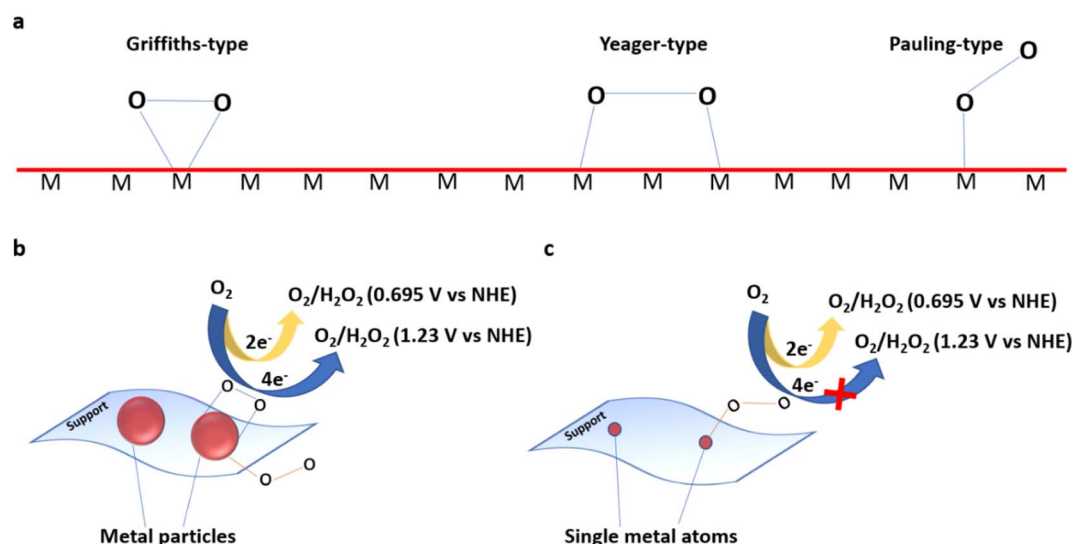 a
Griffiths-type Yeager-type Pauling-type
O
O O O O O
M M M M M M M M M M M M M M M M
b
O₂
O₂/H₂O₂ (0.695 V vs NHE)
O₂/H₂O₂ (1.23 V vs NHE)
2e⁻
4e⁻
O
O
Support
O O
Metal particles
c
O₂
O₂/H₂O₂ (0.695 V vs NHE)
O₂/H₂O₂ (1.23 V vs NHE)
2e⁻
4e⁻
O O
Support
Single metal atoms